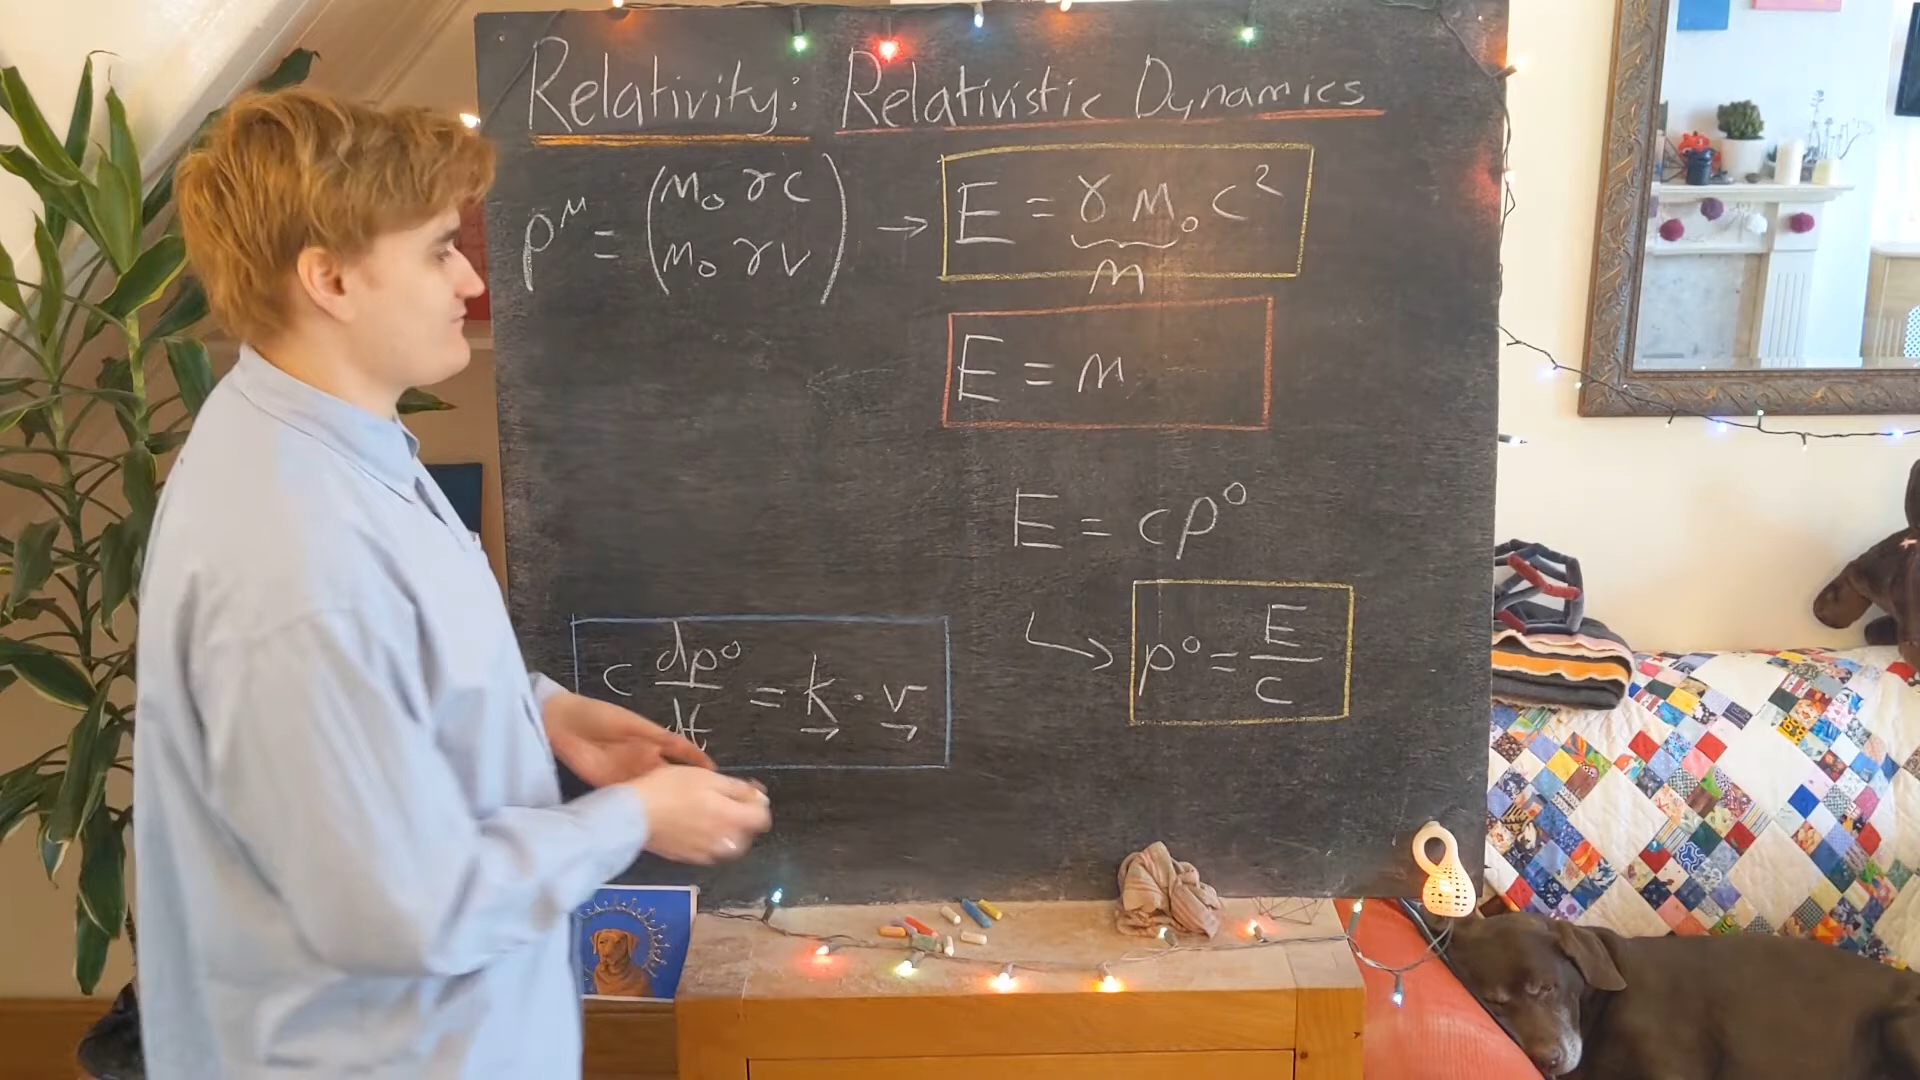 Relativity: Relativistic Dynamics
p^μ = (m₀γc
m₀γv) → E = γm₀c²
m
E = m
E = cp⁰
c dp⁰/dt = k · v
↳ p⁰ = E/c